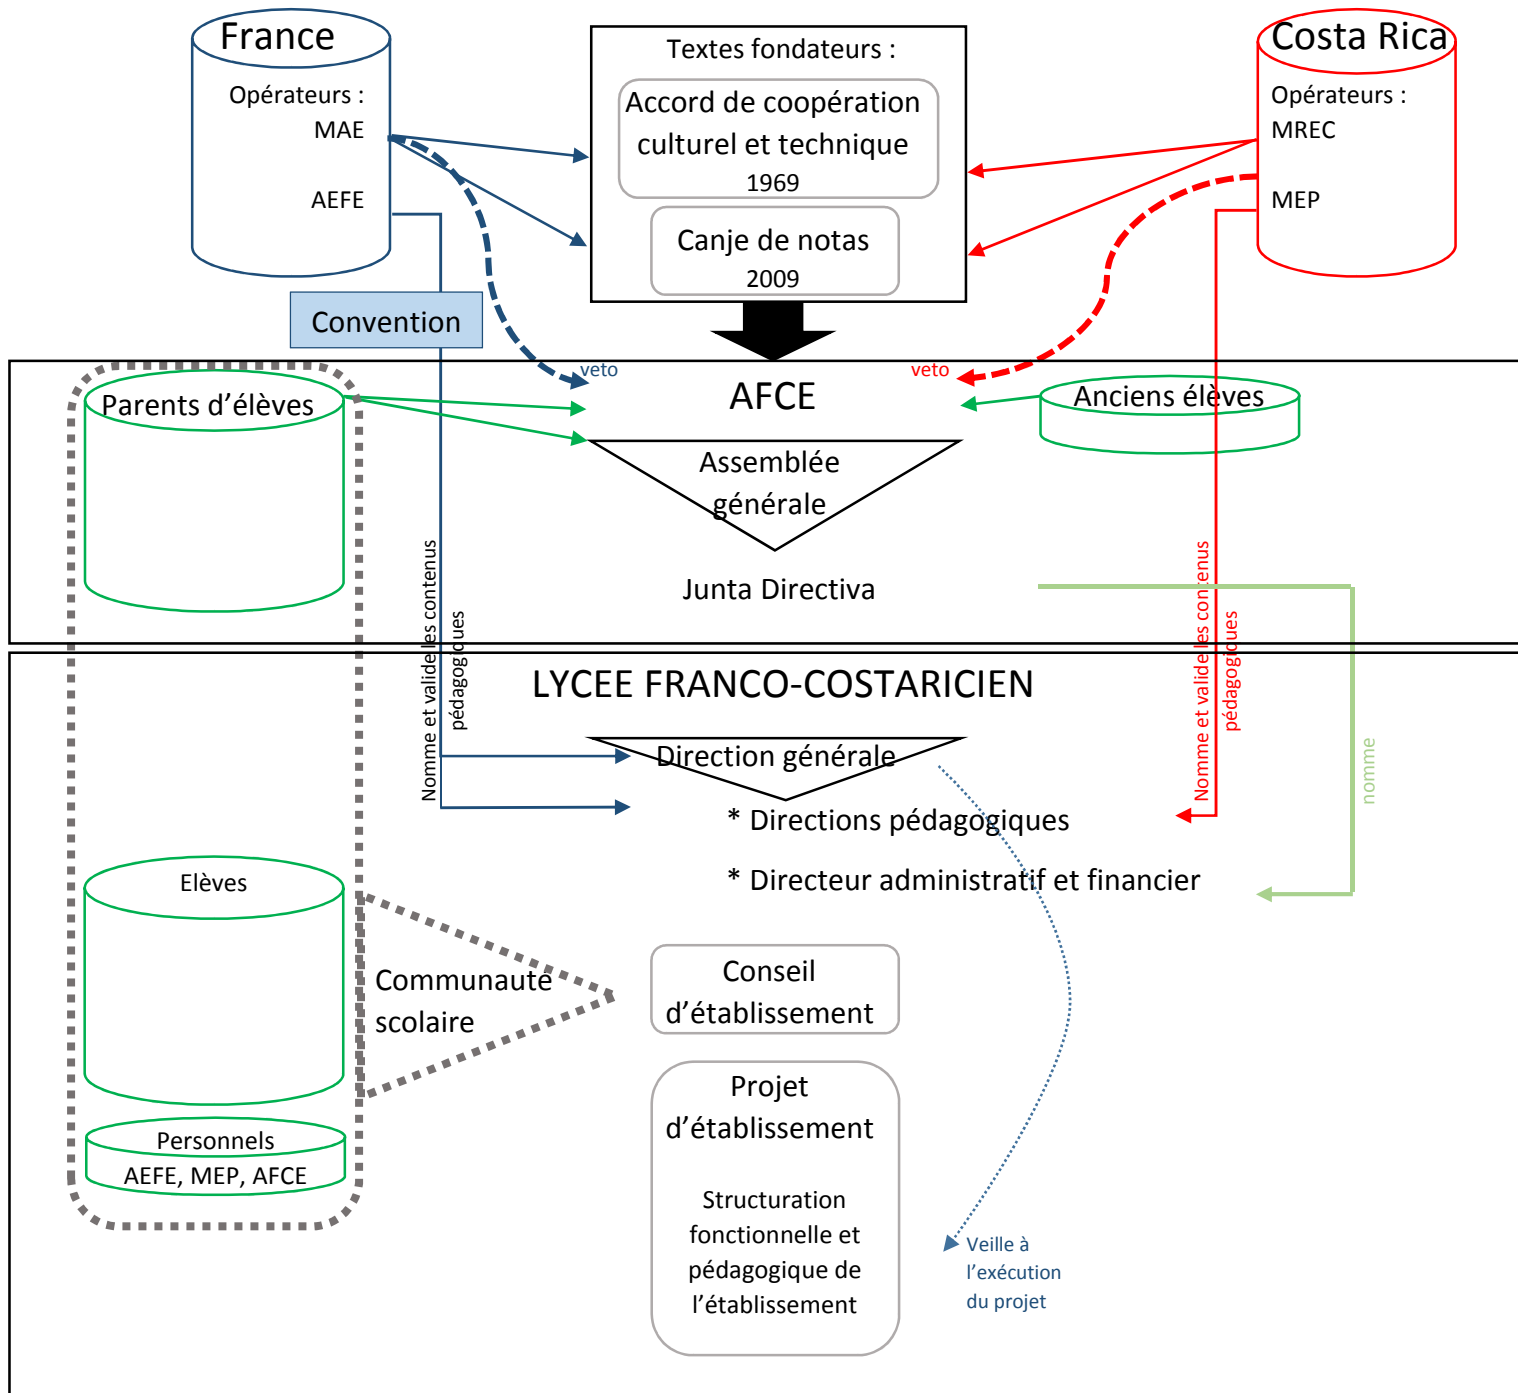 France
Opérateurs :
MAE
AEFE
Textes fondateurs :
Accord de coopération
culturel et technique
1969
Canje de notas
2009
Costa Rica
Opérateurs :
MREC
MEP
Convention
veto
veto
AFCE
Parents d’élèves
Anciens élèves
Assemblée
générale
Junta Directiva
Nomme et valide les contenus
pédagogiques
Nomme et valide les contenus
pédagogiques
LYCEE FRANCO-COSTARICIEN
Direction générale
nomme
* Directions pédagogiques
* Directeur administratif et financier
Elèves
Communauté
scolaire
Conseil
d’établissement
Projet
d’établissement
Structuration
fonctionnelle et
pédagogique de
l’établissement
Personnels
AEFE, MEP, AFCE
Veille à
l’exécution
du projet